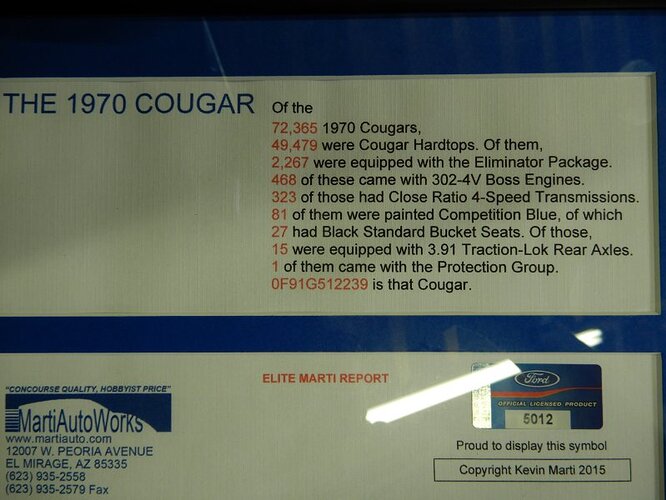 THE 1970 COUGAR
Of the
72,365 1970 Cougars,
49,479 were Cougar Hardtops. Of them,
2,267 were equipped with the Eliminator Package.
468 of these came with 302-4V Boss Engines.
323 of those had Close Ratio 4-Speed Transmissions.
81 of them were painted Competition Blue, of which
27 had Black Standard Bucket Seats. Of those,
15 were equipped with 3.91 Traction-Lok Rear Axles.
1 of them came with the Protection Group.
0F91G512239 is that Cougar.
ELITE MARTI REPORT
"CONCOURSE QUALITY, HOBBYIST PRICE"
MartiAutoWorks
www.martiauto.com
12007 W. PEORIA AVENUE
EL MIRAGE, AZ 85335
(623) 935-2558
(623) 935-2579 Fax
Ford
OFFICIAL LICENSED PRODUCT
5012
Proud to display this symbol
Copyright Kevin Marti 2015